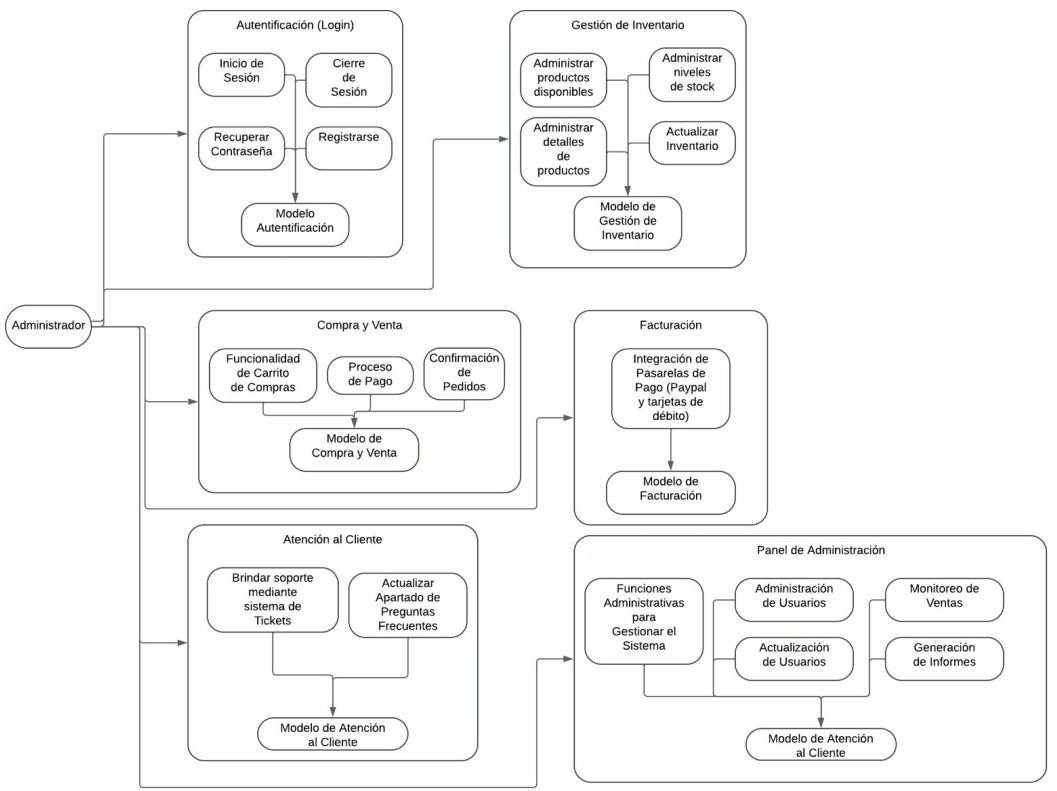 Administrador
Autentificación (Login)
Inicio de
Sesión
Cierre
de
Sesión
Recuperar
Contraseña
Registrarse
Modelo
Autentificación
Gestión de Inventario
Administrar
productos
disponibles
Administrar
niveles
de stock
Administrar
detalles
de
productos
Actualizar
Inventario
Modelo de
Gestión de
Inventario
Compra y Venta
Funcionalidad
de Carrito
de Compras
Proceso
de Pago
Confirmación
de
Pedidos
Modelo de
Compra y Venta
Facturación
Integración de
Pasarelas de
Pago (Paypal
y tarjetas de
débito)
Modelo de
Facturación
Atención al Cliente
Brindar soporte
mediante
sistema de
Tickets
Actualizar
Apartado de
Preguntas
Frecuentes
Modelo de Atención
al Cliente
Panel de Administración
Funciones
Administrativas
para
Gestionar el
Sistema
Administración
de Usuarios
Monitoreo de
Ventas
Actualización
de Usuarios
Generación
de Informes
Modelo de Atención
al Cliente